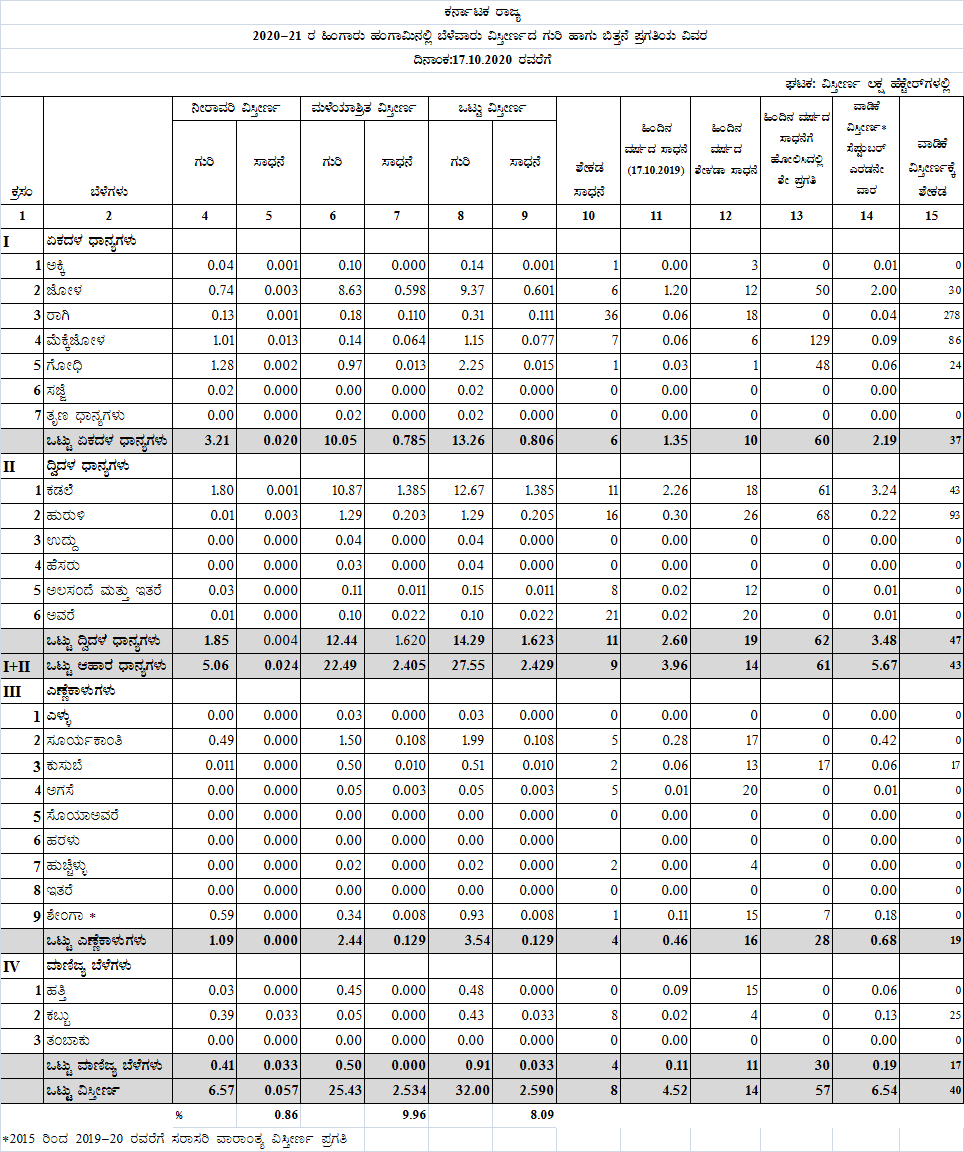 ಕರ್ನಾಟಕ ರಾಜ್ಯ
2020–21 ರ ಹಿಂಗಾರು ಹಂಗಾಮಿನಲ್ಲಿ ಬೆಳೆವಾರು ವಿಸ್ತೀರ್ಣದ ಗುರಿ ಹಾಗು ಬಿತ್ತನೆ ಪ್ರಗತಿಯ ವಿವರ
ದಿನಾಂಕ:17.10.2020 ರವರೆಗೆ
ಘಟಕ: ವಿಸ್ತೀರ್ಣ ಲಕ್ಷ ಹೆಕ್ಟೇರ್‌ಗಳಲ್ಲಿ
ಕ್ರಸಂ ಬೆಳೆಗಳು ನೀರಾವರಿ ವಿಸ್ತೀರ್ಣ ಮಳೆಯಾಶ್ರಿತ ವಿಸ್ತೀರ್ಣ ಒಟ್ಟು ವಿಸ್ತೀರ್ಣ ಶೇಕಡ ಸಾಧನೆ ಹಿಂದಿನ ವರ್ಷದ ಸಾಧನೆ (17.10.2019) ಹಿಂದಿನ ವರ್ಷದ ಶೇಕಡಾ ಸಾಧನೆ ಹಿಂದಿನ ವರ್ಷದ ಸಾಧನೆಗೆ ಹೋಲಿಸಿದಲ್ಲಿ ಶೇ ಪ್ರಗತಿ ವಾಡಿಕೆ ವಿಸ್ತೀರ್ಣ* ಸೆಪ್ಟಂಬರ್ ಎರಡನೇ ವಾರ ವಾಡಿಕೆ ವಿಸ್ತೀರ್ಣಕ್ಕೆ ಶೇಕಡ
ಗುರಿ ಸಾಧನೆ ಗುರಿ ಸಾಧನೆ ಗುರಿ ಸಾಧನೆ
1 2 4 5 6 7 8 9 10 11 12 13 14 15
I ಏಕದಳ ಧಾನ್ಯಗಳು
1 ಅಕ್ಕಿ 0.04 0.001 0.10 0.000 0.14 0.001 1 0.00 3 0 0.01 0
2 ಜೋಳ 0.74 0.003 8.63 0.598 9.37 0.601 6 1.20 12 50 2.00 30
3 ರಾಗಿ 0.13 0.001 0.18 0.110 0.31 0.111 36 0.06 18 0 0.04 278
4 ಮೆಕ್ಕೆಜೋಳ 1.01 0.013 0.14 0.064 1.15 0.077 7 0.06 6 129 0.09 86
5 ಗೋಧಿ 1.28 0.002 0.97 0.013 2.25 0.015 1 0.03 1 48 0.06 24
6 ಸಜ್ಜೆ 0.02 0.000 0.00 0.000 0.02 0.000 0 0.00 0 0 0.00 0
7 ತೃಣ ಧಾನ್ಯಗಳು 0.00 0.000 0.02 0.000 0.02 0.000 0 0.00 0 0 0.00 0
ಒಟ್ಟು ಏಕದಳ ಧಾನ್ಯಗಳು 3.21 0.020 10.05 0.785 13.26 0.806 6 1.35 10 60 2.19 37
II ದ್ವಿದಳ ಧಾನ್ಯಗಳು
1 ಕಡಲೆ 1.80 0.001 10.87 1.385 12.67 1.385 11 2.26 18 61 3.24 43
2 ಹುರುಳಿ 0.01 0.003 1.29 0.203 1.29 0.205 16 0.30 26 68 0.22 93
3 ಉದ್ದು 0.00 0.000 0.04 0.000 0.04 0.000 0 0.00 0 0 0.00 0
4 ಹೆಸರು 0.00 0.000 0.03 0.000 0.04 0.000 0 0.00 0 0 0.00 0
5 ಅಲಸಂದೆ ಮತ್ತು ಇತರೆ 0.03 0.000 0.11 0.011 0.15 0.011 8 0.02 12 0 0.01 0
6 ಅವರೆ 0.01 0.000 0.10 0.022 0.10 0.022 21 0.02 20 0 0.01 0
ಒಟ್ಟು ದ್ವಿದಳ ಧಾನ್ಯಗಳು 1.85 0.004 12.44 1.620 14.29 1.623 11 2.60 19 62 3.48 47
I+II ಒಟ್ಟು ಆಹಾರ ಧಾನ್ಯಗಳು 5.06 0.024 22.49 2.405 27.55 2.429 9 3.96 14 61 5.67 43
III ಎಣ್ಣೆಕಾಳುಗಳು
1 ಎಳ್ಳು 0.00 0.000 0.03 0.000 0.03 0.000 0 0.00 0 0 0.00 0
2 ಸೂರ್ಯಕಾಂತಿ 0.49 0.000 1.50 0.108 1.99 0.108 5 0.28 17 0 0.42 0
3 ಕುಸುಬೆ 0.011 0.000 0.50 0.010 0.51 0.010 2 0.06 13 17 0.06 17
4 ಅಗಸೆ 0.00 0.000 0.05 0.003 0.05 0.003 5 0.01 20 0 0.01 0
5 ಸೊಯಾಅವರೆ 0.00 0.000 0.00 0.000 0.00 0.000 0 0.00 0 0 0.00 0
6 ಹರಳು 0.00 0.000 0.00 0.000 0.00 0.000 0 0.00 0 0 0.00 0
7 ಹುಚ್ಚೆಳ್ಳು 0.00 0.000 0.02 0.000 0.02 0.000 2 0.00 4 0 0.00 0
8 ಇತರೆ 0.00 0.000 0.00 0.000 0.00 0.000 0 0.00 0 0 0.00 0
9 ಶೇಂಗಾ * 0.59 0.000 0.34 0.008 0.93 0.008 1 0.11 15 7 0.18 0
ಒಟ್ಟು ಎಣ್ಣೆಕಾಳುಗಳು 1.09 0.000 2.44 0.129 3.54 0.129 4 0.46 16 28 0.68 19
IV ವಾಣಿಜ್ಯ ಬೆಳೆಗಳು
1 ಹತ್ತಿ 0.03 0.000 0.45 0.000 0.48 0.000 0 0.09 15 0 0.06 0
2 ಕಬ್ಬು 0.39 0.033 0.05 0.000 0.43 0.033 8 0.02 4 0 0.13 25
3 ತಂಬಾಕು 0.00 0.000 0.00 0.000 0.00 0.000 0 0.00 0 0 0.00 0
ಒಟ್ಟು ವಾಣಿಜ್ಯ ಬೆಳೆಗಳು 0.41 0.033 0.50 0.000 0.91 0.033 4 0.11 11 30 0.19 17
ಒಟ್ಟು ವಿಸ್ತೀರ್ಣ 6.57 0.057 25.43 2.534 32.00 2.590 8 4.52 14 57 6.54 40
% 0.86 9.96 8.09
*2015 ರಿಂದ 2019–20 ರವರೆಗೆ ಸರಾಸರಿ ವಾರಾಂತ್ಯ ವಿಸ್ತೀರ್ಣ ಪ್ರಗತಿ